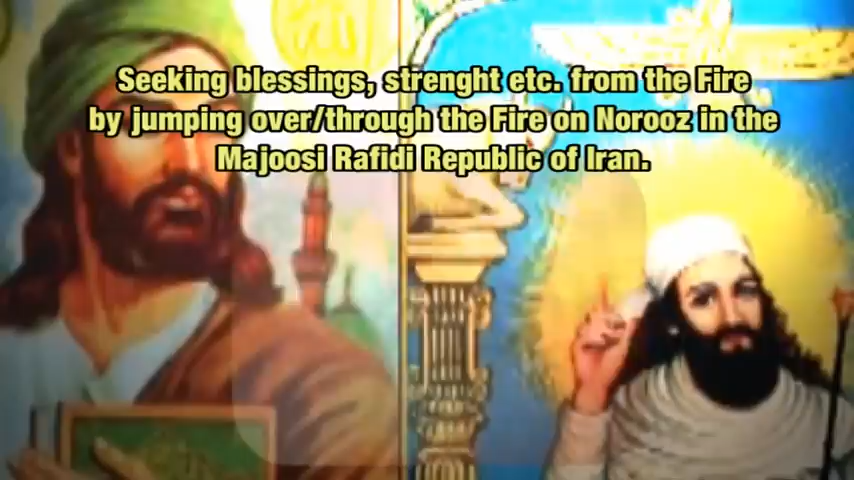 Seeking blessings, strenght etc. from the Fire
by jumping over/through the Fire on Norooz in the
Majoosi Rafidi Republic of Iran.